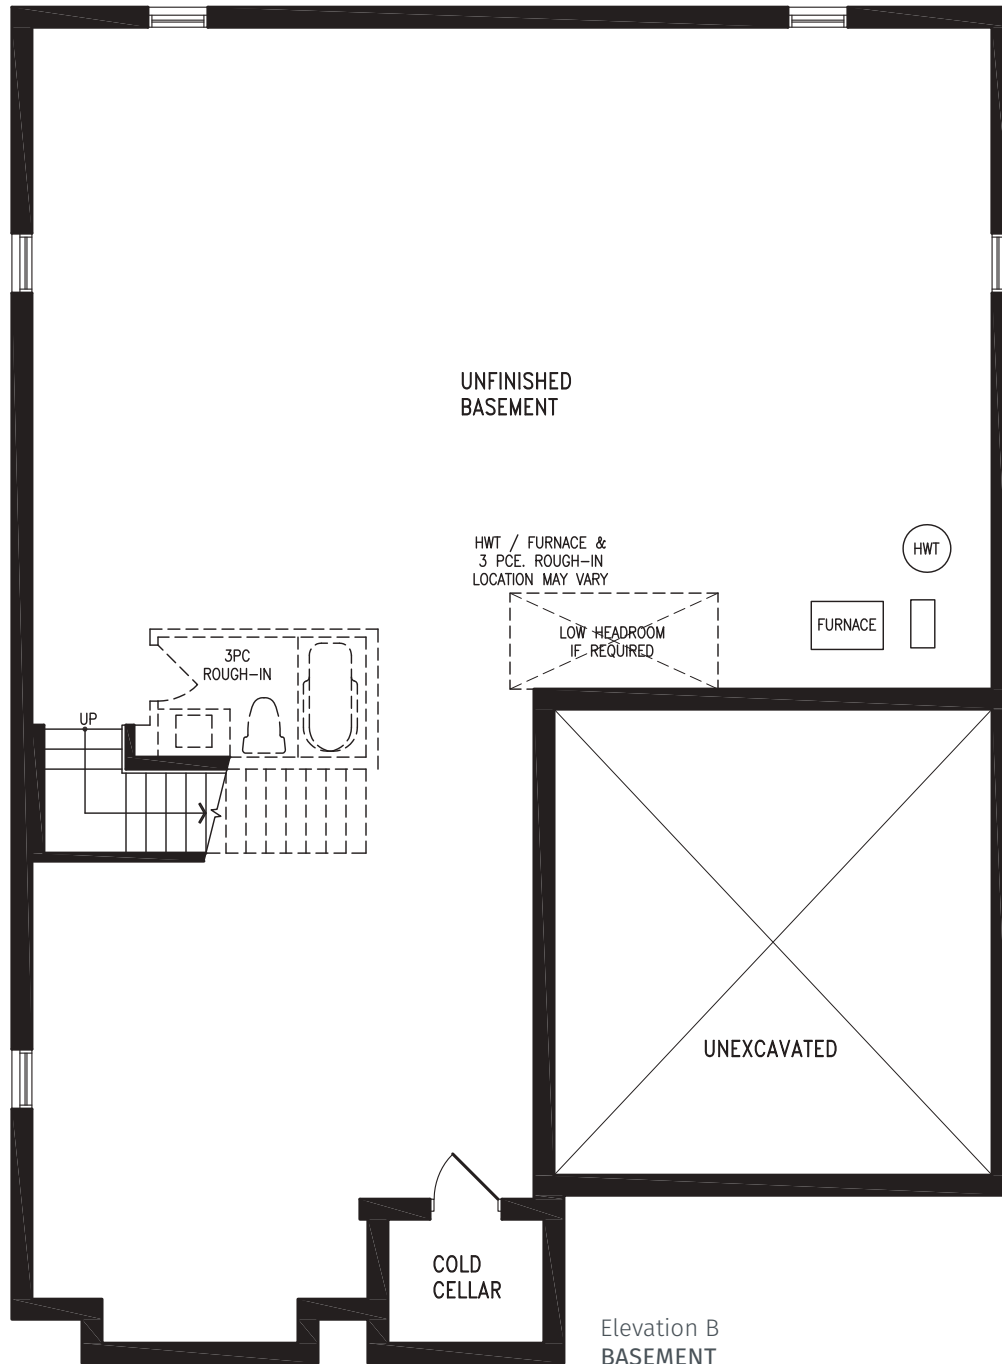 UNFINISHED
BASEMENT
HWT / FURNACE &
3 PCE. ROUGH-IN
LOCATION MAY VARY
HWT
FURNACE
LOW HEADROOM
IF REQUIRED
3PC
ROUGH-IN
UP
UNEXCAVATED
COLD
CELLAR
Elevation B
BASEMENT